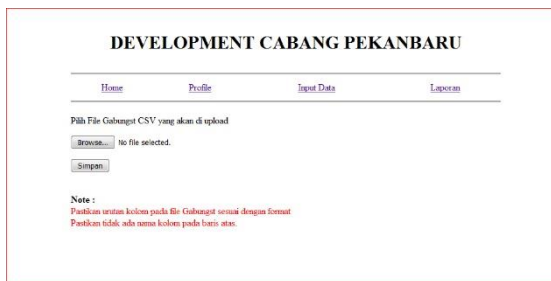 DEVELOPMENT CABANG PEKANBARU
Home Profile Input Data Laporan
Pilih File Gabungst CSV yang akan di upload
Browse... No file selected.
Simpan
Note :
Pastikan urutan kolom pada file Gabungst sesuai dengan format
Pastikan tidak ada nama kolom pada baris atas.